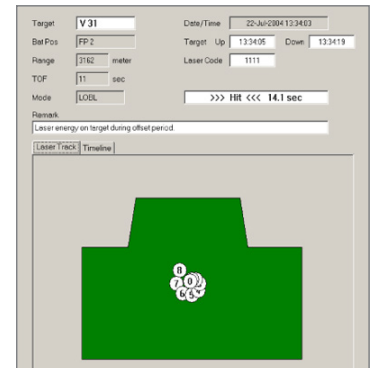 Target V 31 Date/Time 22-Jul-2004 13:34:03
Bat Pos FP 2 Target Up 13:34:05 Down 13:34:19
Range 3162 meter Laser Code 1111
TOF 11 sec
Mode LOBL >>> Hit <<< 14.1 sec
Remark
Laser energy on target during offset period.
Laser Track Timeline
8
7 0
6 5